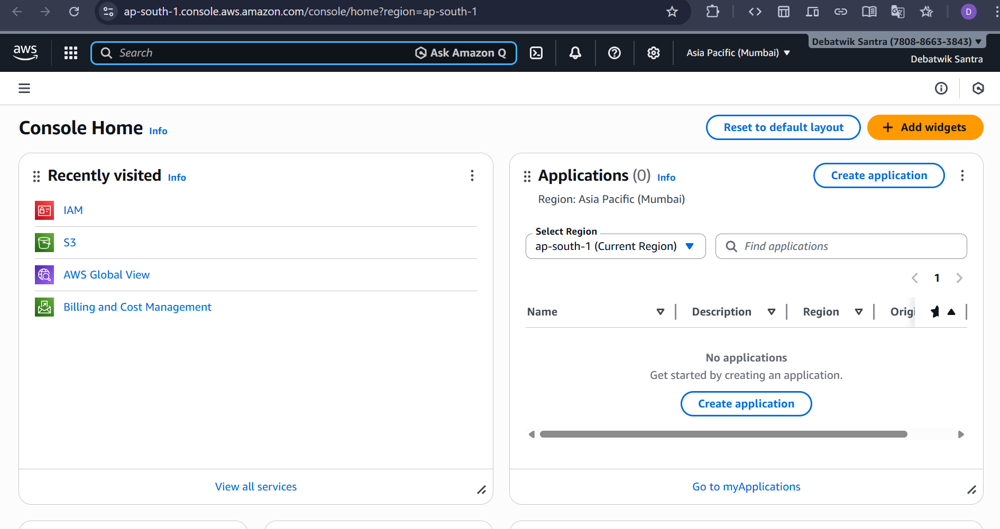 ap-south-1.console.aws.amazon.com/console/home?region=ap-south-1
D
aws
Search
Ask Amazon Q
Asia Pacific (Mumbai)
Debatwik Santra (7808-8663-3843)
Debatwik Santra
Console Home Info
Reset to default layout
+ Add widgets
Recently visited Info
IAM
S3
AWS Global View
Billing and Cost Management
View all services
Applications (0) Info
Create application
Region: Asia Pacific (Mumbai)
Select Region
ap-south-1 (Current Region)
Find applications
1
Name Description Region Origi
No applications
Get started by creating an application.
Create application
Go to myApplications